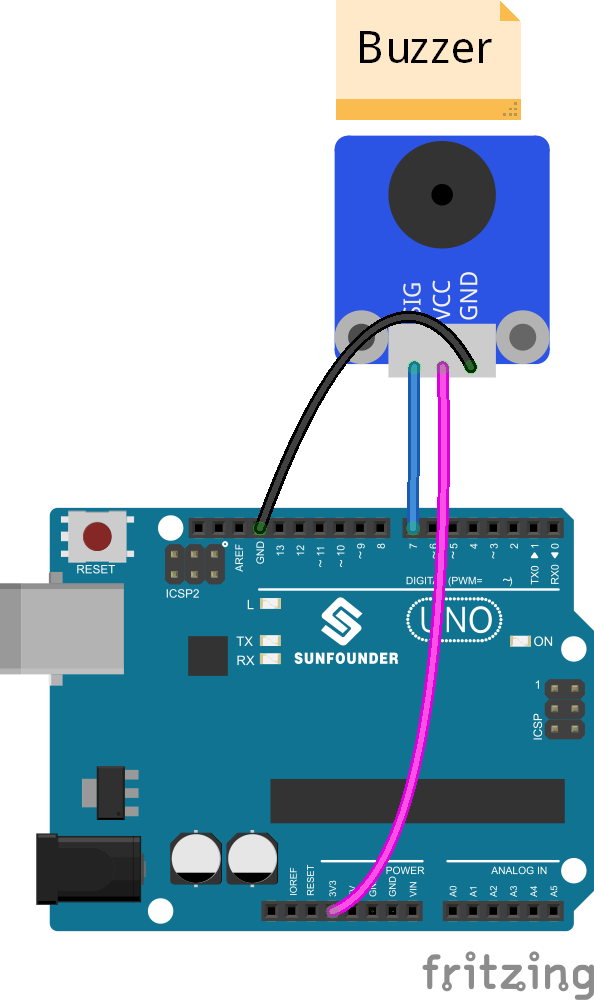 Buzzer
SIG
VCC
GND
RESET
AREF
GND
13
12
~11
~10
~9
8
7
~6
~5
4
~3
2
TX0 ▶ 1
RX0 ◀ 0
ICSP2
L
DIGITAL (PWM= ~)
TX
RX
UNO
SUNFOUNDER
ON
1
ICSP
POWER
ANALOG IN
IOREF
RESET
3V3
GND
VIN
A0
A1
A2
A3
A4
A5
fritzing